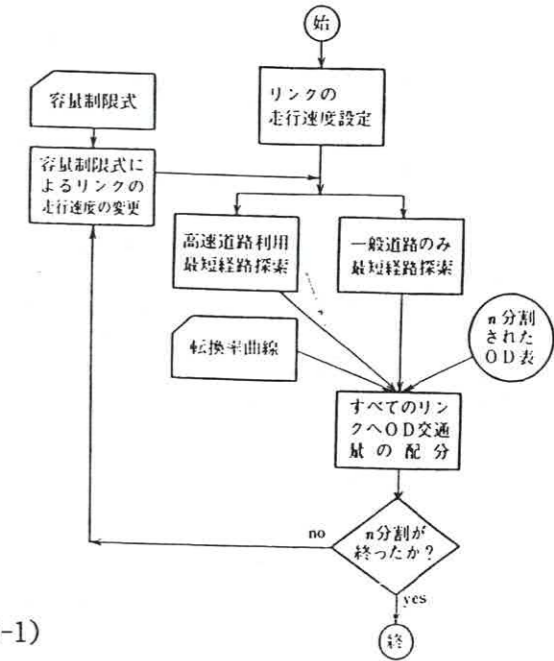 始
容量制限式
リンクの
走行速度設定
容量制限式に
よるリンクの
走行速度の変更
高速道路利用
最短経路探索
一般道路のみ
最短経路探索
転換率曲線
n分割
された
OD表
すべてのリン
クへOD交通
量の配分
no
n分割が
終ったか?
yes
-1)
終